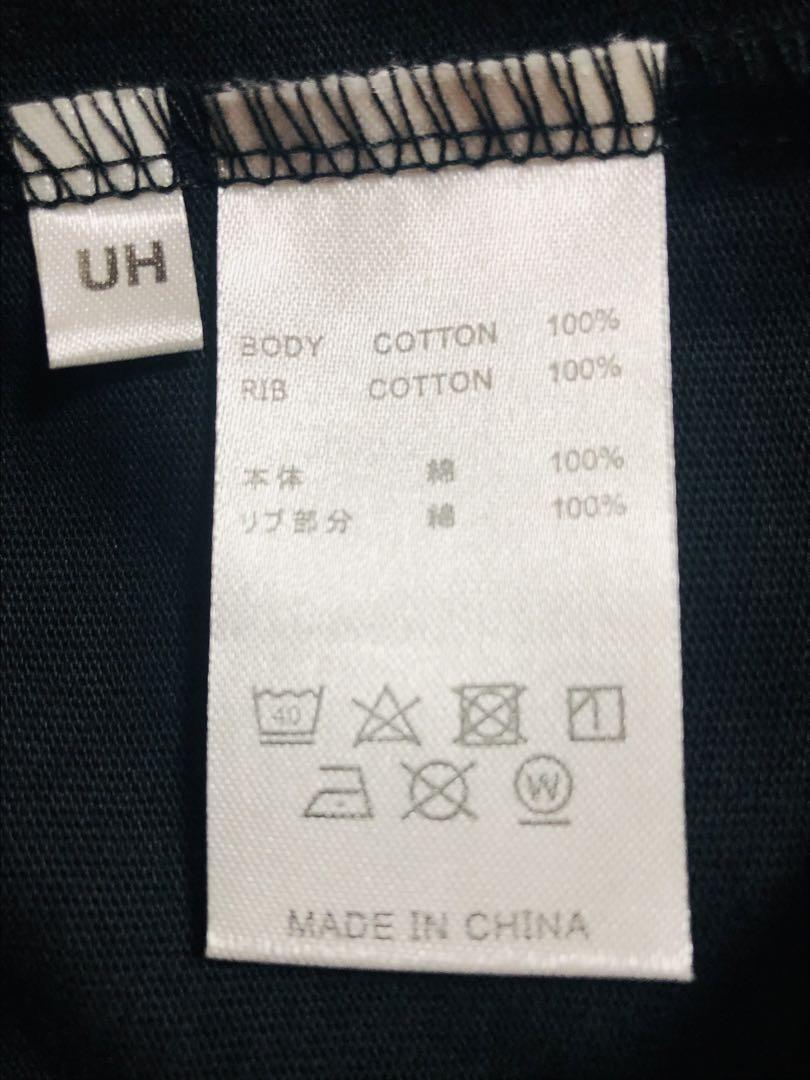 UH
BODY COTTON 100%
RIB COTTON 100%
本体 綿 100%
リブ部分 綿 100%
40
W
MADE IN CHINA